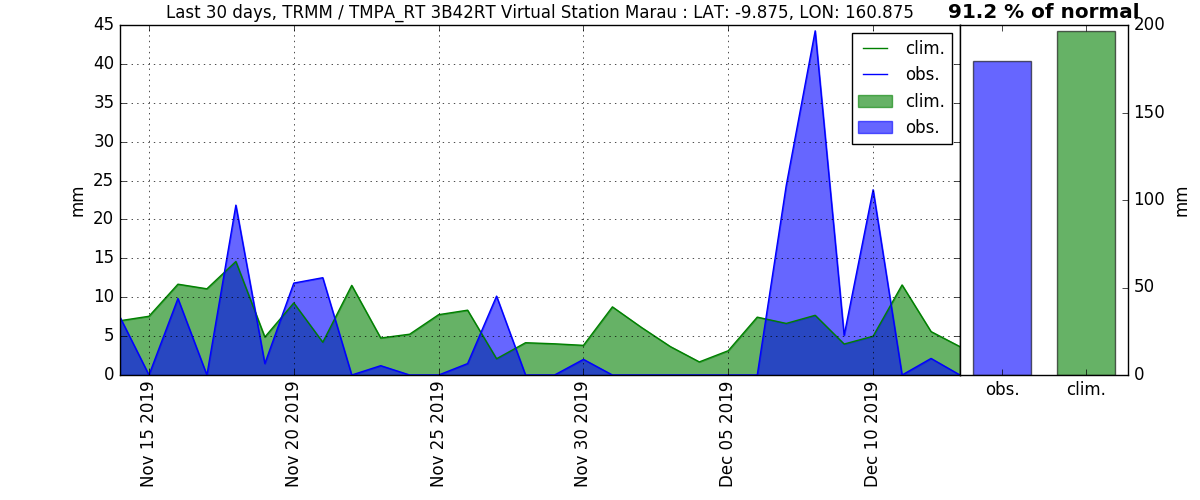 Last 30 days, TRMM / TMPA_RT 3B42RT Virtual Station Marau : LAT: -9.875, LON: 160.875
91.2 % of normal
45
40
35
30
25
20
15
10
5
0
mm
clim.
obs.
clim.
obs.
200
150
100
50
0
mm
obs.
clim.
Nov 15 2019
Nov 20 2019
Nov 25 2019
Nov 30 2019
Dec 05 2019
Dec 10 2019